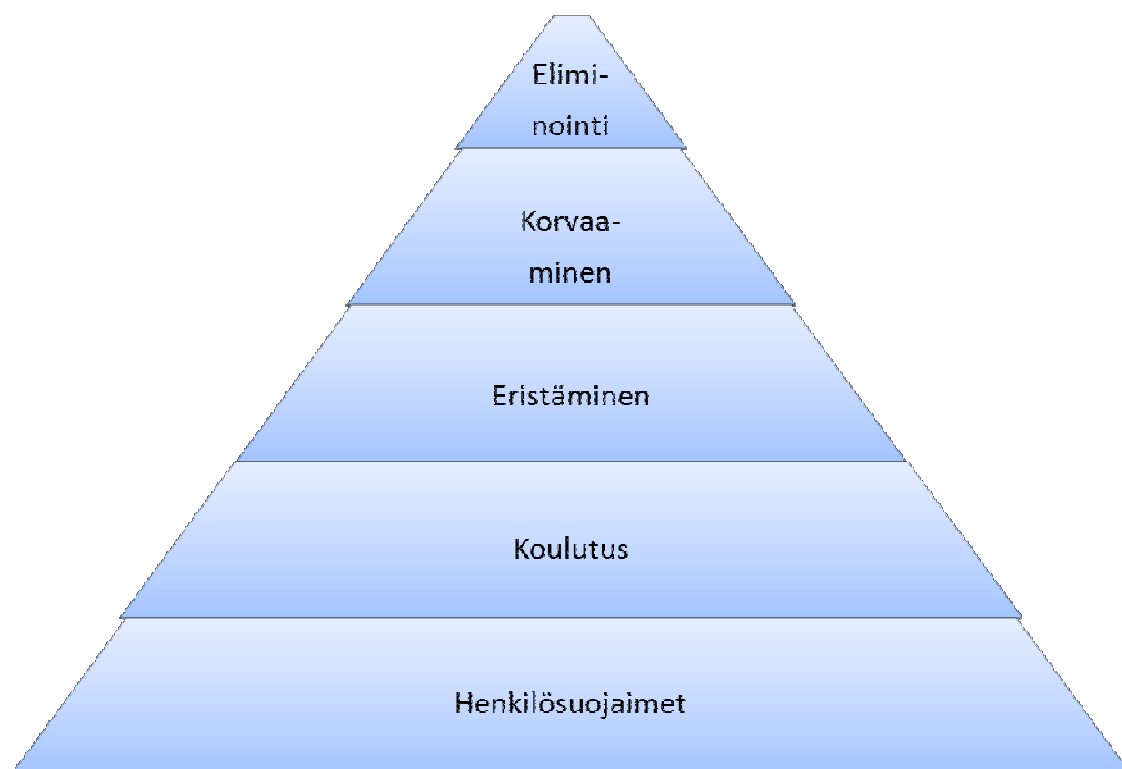 Elimi-
nointi
Korvaa-
minen
Eristäminen
Koulutus
Henkilösuojaimet